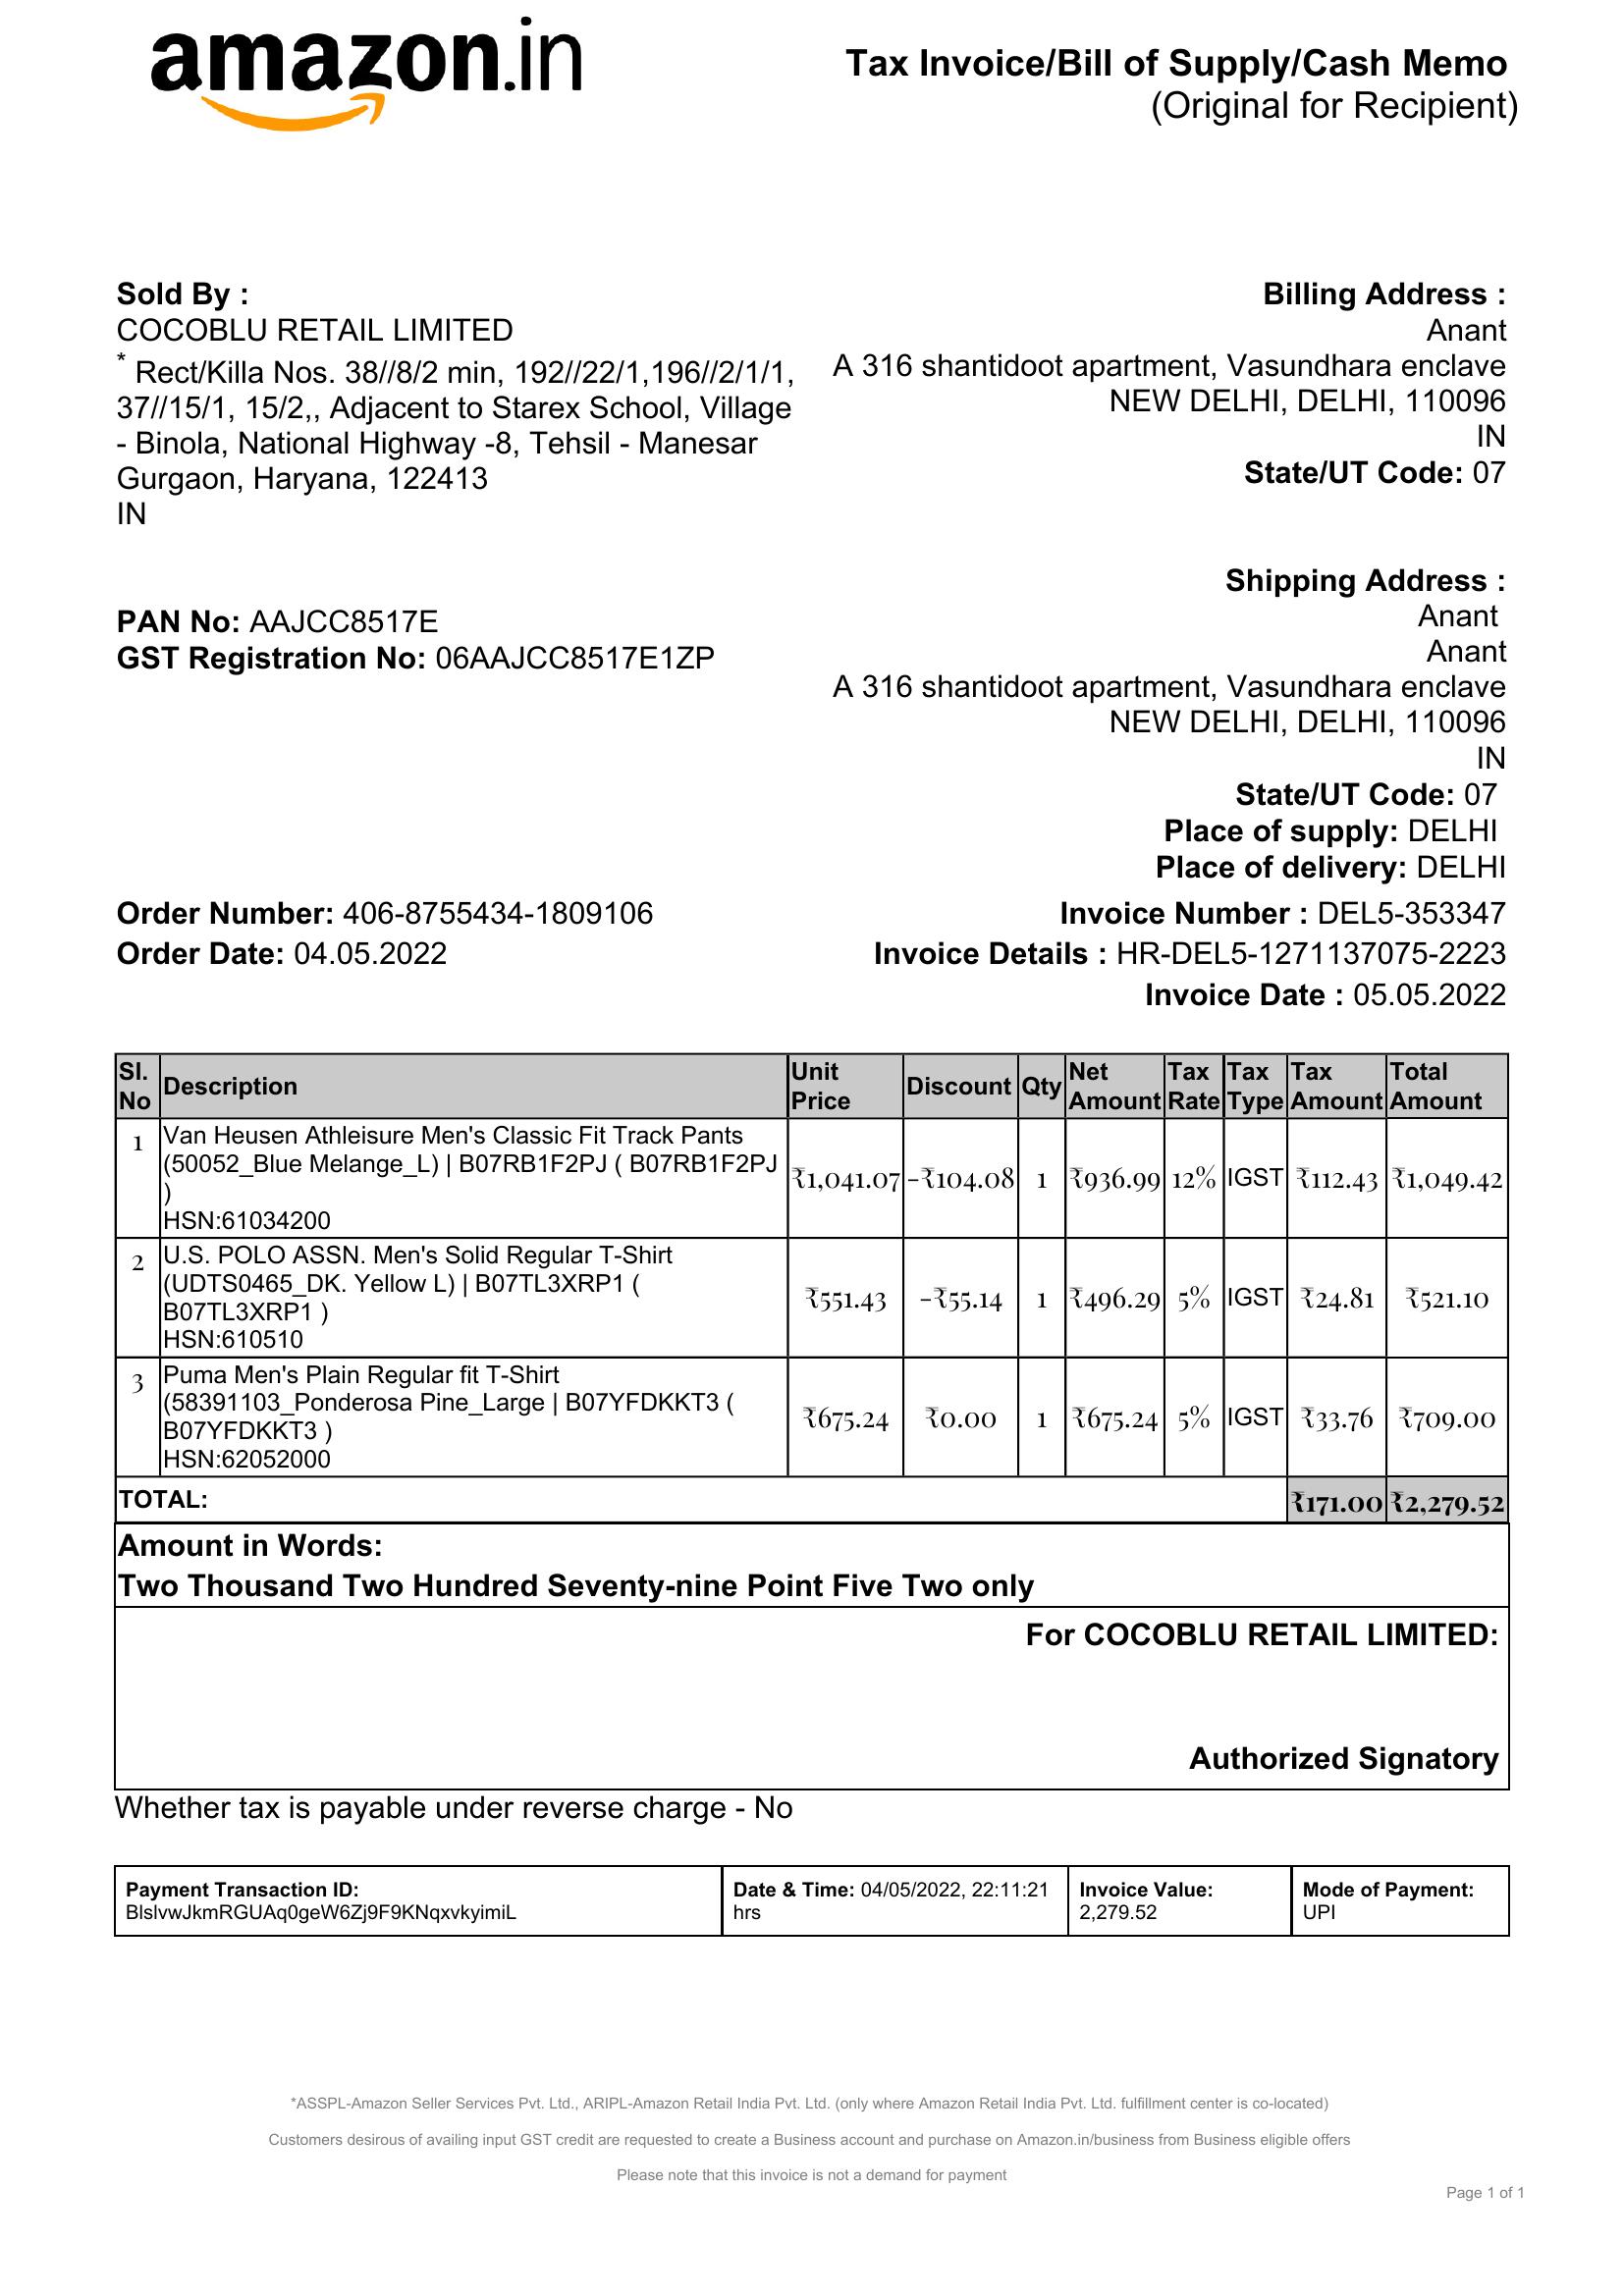 amazon.in
Tax Invoice/Bill of Supply/Cash Memo
(Original for Recipient)
Sold By :
COCOBLU RETAIL LIMITED
* Rect/Killa Nos. 38//8/2 min, 192//22/1,196//2/1/1,
37//15/1, 15/2,, Adjacent to Starex School, Village
- Binola, National Highway -8, Tehsil - Manesar
Gurgaon, Haryana, 122413
IN
Billing Address :
Anant
A 316 shantidoot apartment, Vasundhara enclave
NEW DELHI, DELHI, 110096
IN
State/UT Code: 07
PAN No: AAJCC8517E
GST Registration No: 06AAJCC8517E1ZP
Shipping Address :
Anant
Anant
A 316 shantidoot apartment, Vasundhara enclave
NEW DELHI, DELHI, 110096
IN
State/UT Code: 07
Place of supply: DELHI
Place of delivery: DELHI
Order Number: 406-8755434-1809106
Order Date: 04.05.2022
Invoice Number : DEL5-353347
Invoice Details : HR-DEL5-1271137075-2223
Invoice Date : 05.05.2022
Sl. No Description Unit Price Discount Qty Net Amount Tax Rate Tax Type Tax Amount Total Amount
1 Van Heusen Athleisure Men's Classic Fit Track Pants
(50052_Blue Melange_L) | B07RB1F2PJ ( B07RB1F2PJ
)
HSN:61034200
₹1,041.07 -₹104.08 1 ₹936.99 12% IGST ₹112.43 ₹1,049.42
2 U.S. POLO ASSN. Men's Solid Regular T-Shirt
(UDTS0465_DK. Yellow L) | B07TL3XRP1 (
B07TL3XRP1 )
HSN:610510
₹551.43 -₹55.14 1 ₹496.29 5% IGST ₹24.81 ₹521.10
3 Puma Men's Plain Regular fit T-Shirt
(58391103_Ponderosa Pine_Large | B07YFDKKT3 (
B07YFDKKT3 )
HSN:62052000
₹675.24 ₹0.00 1 ₹675.24 5% IGST ₹33.76 ₹709.00
TOTAL: ₹171.00 ₹2,279.52
Amount in Words:
Two Thousand Two Hundred Seventy-nine Point Five Two only
For COCOBLU RETAIL LIMITED:
Authorized Signatory
Whether tax is payable under reverse charge - No
Payment Transaction ID:
BlslvwJkmRGUAq0geW6Zj9F9KNqxvkyimiL
Date & Time: 04/05/2022, 22:11:21
hrs
Invoice Value:
2,279.52
Mode of Payment:
UPI
*ASSPL-Amazon Seller Services Pvt. Ltd., ARIPL-Amazon Retail India Pvt. Ltd. (only where Amazon Retail India Pvt. Ltd. fulfillment center is co-located)
Customers desirous of availing input GST credit are requested to create a Business account and purchase on Amazon.in/business from Business eligible offers
Please note that this invoice is not a demand for payment
Page 1 of 1